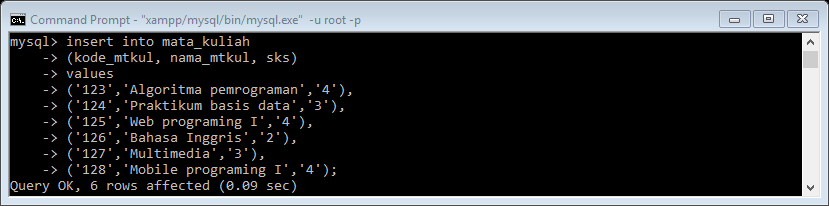 Command Prompt - "xampp/mysql/bin/mysql.exe" -u root -p
mysql> insert into mata_kuliah
-> (kode_mtkul, nama_mtkul, sks)
-> values
-> ('123','Algoritma pemrograman','4'),
-> ('124','Praktikum basis data','3'),
-> ('125','Web programing I','4'),
-> ('126','Bahasa Inggris','2'),
-> ('127','Multimedia','3'),
-> ('128','Mobile programing I','4');
Query OK, 6 rows affected (0.09 sec)